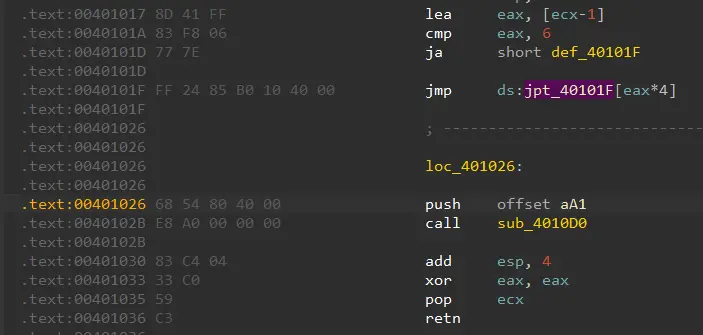 .text:00401017 8D 41 FF lea eax, [ecx-1]
.text:0040101A 83 F8 06 cmp eax, 6
.text:0040101D 77 7E ja short def_40101F
.text:0040101D
.text:0040101F FF 24 85 B0 10 40 00 jmp ds:jpt_40101F[eax*4]
.text:0040101F
.text:00401026 ; -----------------------------
.text:00401026
.text:00401026 loc_401026:
.text:00401026
.text:00401026 68 54 80 40 00 push offset aA1
.text:0040102B E8 A0 00 00 00 call sub_4010D0
.text:0040102B
.text:00401030 83 C4 04 add esp, 4
.text:00401033 33 C0 xor eax, eax
.text:00401035 59 pop ecx
.text:00401036 C3 retn